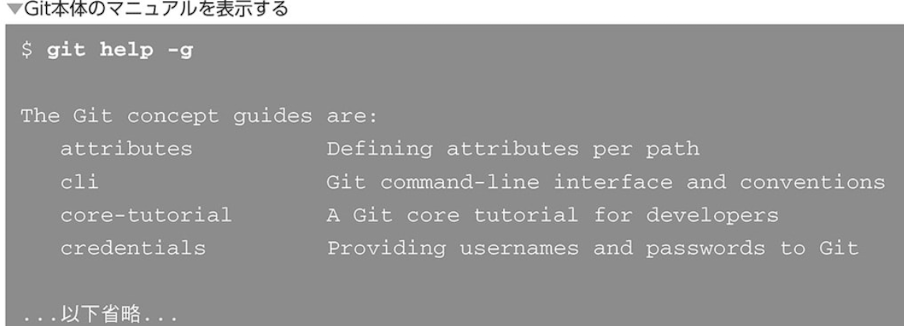 ▼Git本体のマニュアルを表示する
$ git help -g
The Git concept guides are:
attributes Defining attributes per path
cli Git command-line interface and conventions
core-tutorial A Git core tutorial for developers
credentials Providing usernames and passwords to Git
...以下省略...